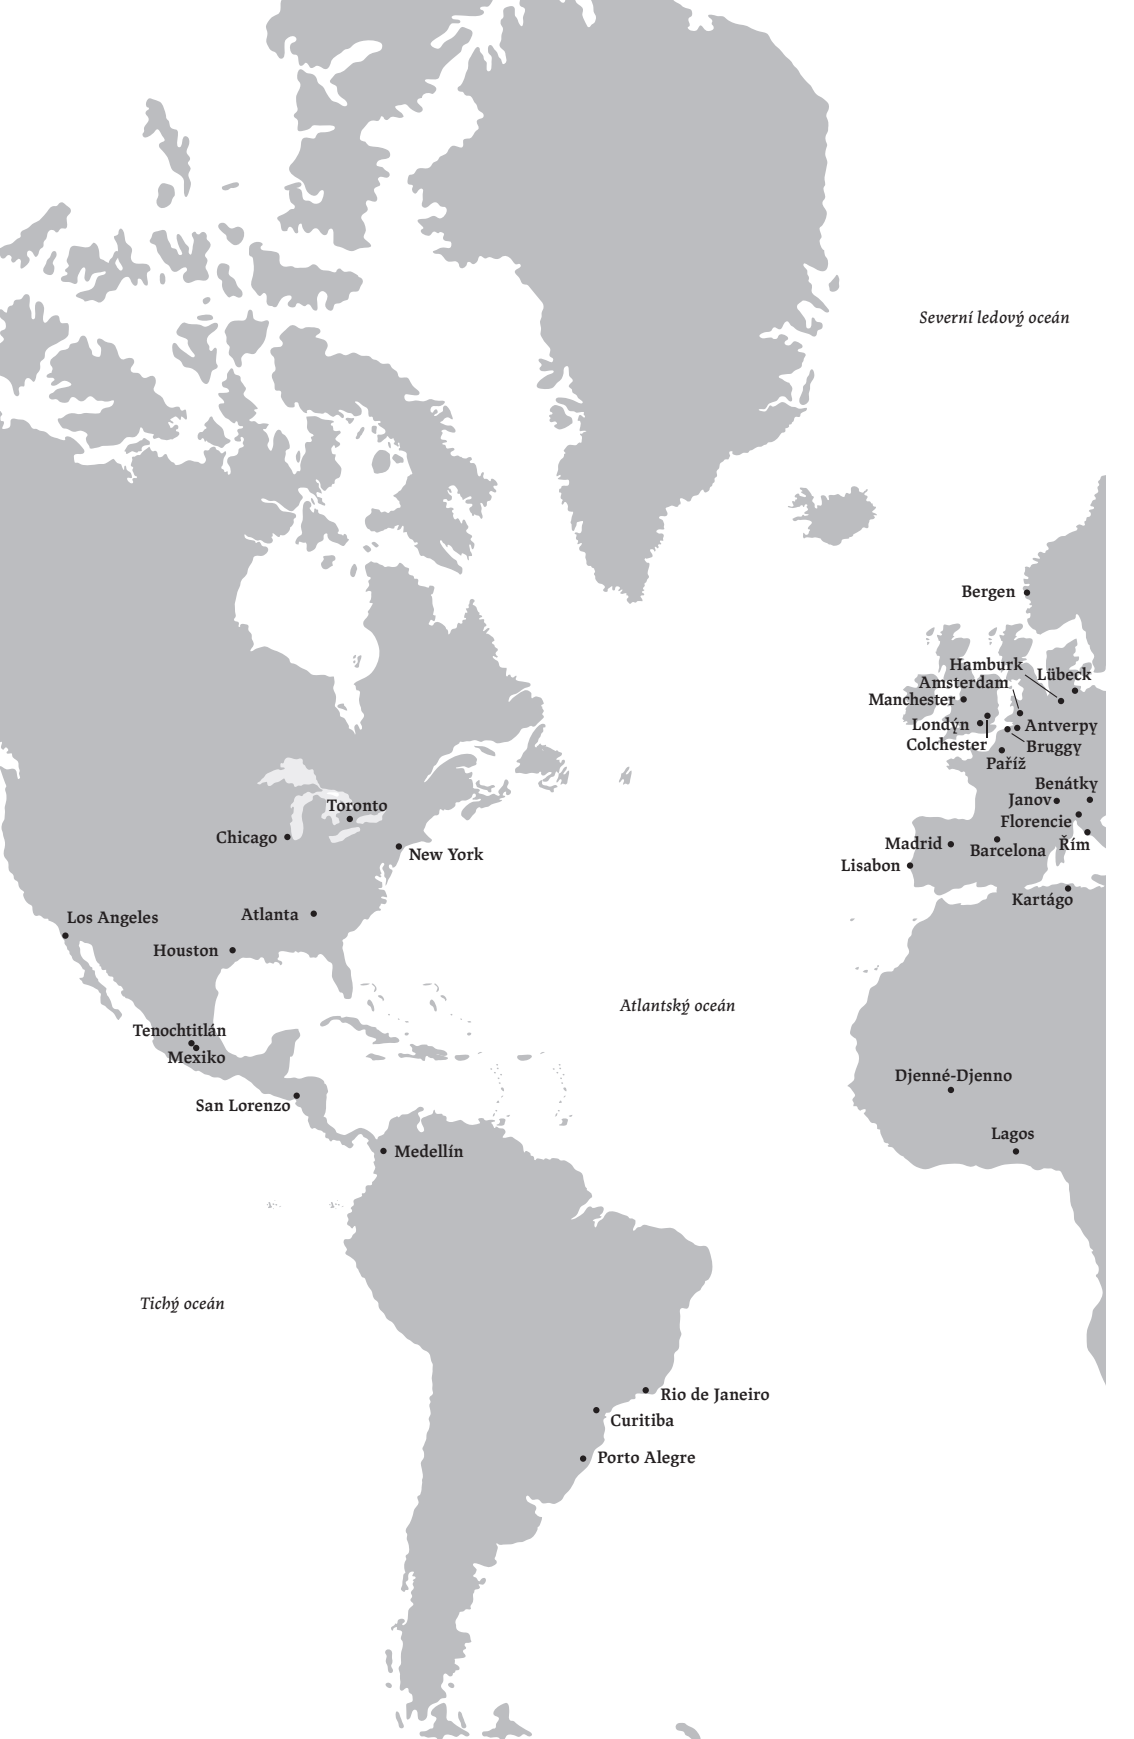 Severní ledový oceán
Bergen
Hamburk
Lübeck
Amsterdam
Manchester
Londýn
Antverpy
Colchester
Bruggy
Paříž
Benátky
Janov
Toronto
Florencie
Chicago
Madrid
Řím
Barcelona
New York
Lisabon
Kartágo
Los Angeles
Atlanta
Houston
Atlantský oceán
Tenochtitlán
Mexiko
Djenné-Djenno
San Lorenzo
Lagos
Medellín
Tichý oceán
Rio de Janeiro
Curitiba
Porto Alegre